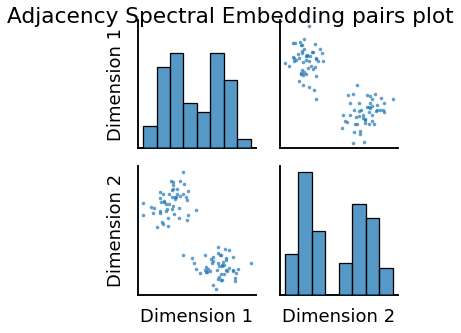 Adjacency Spectral Embedding pairs plot
Dimension 1
Dimension 2
Dimension 1
Dimension 2